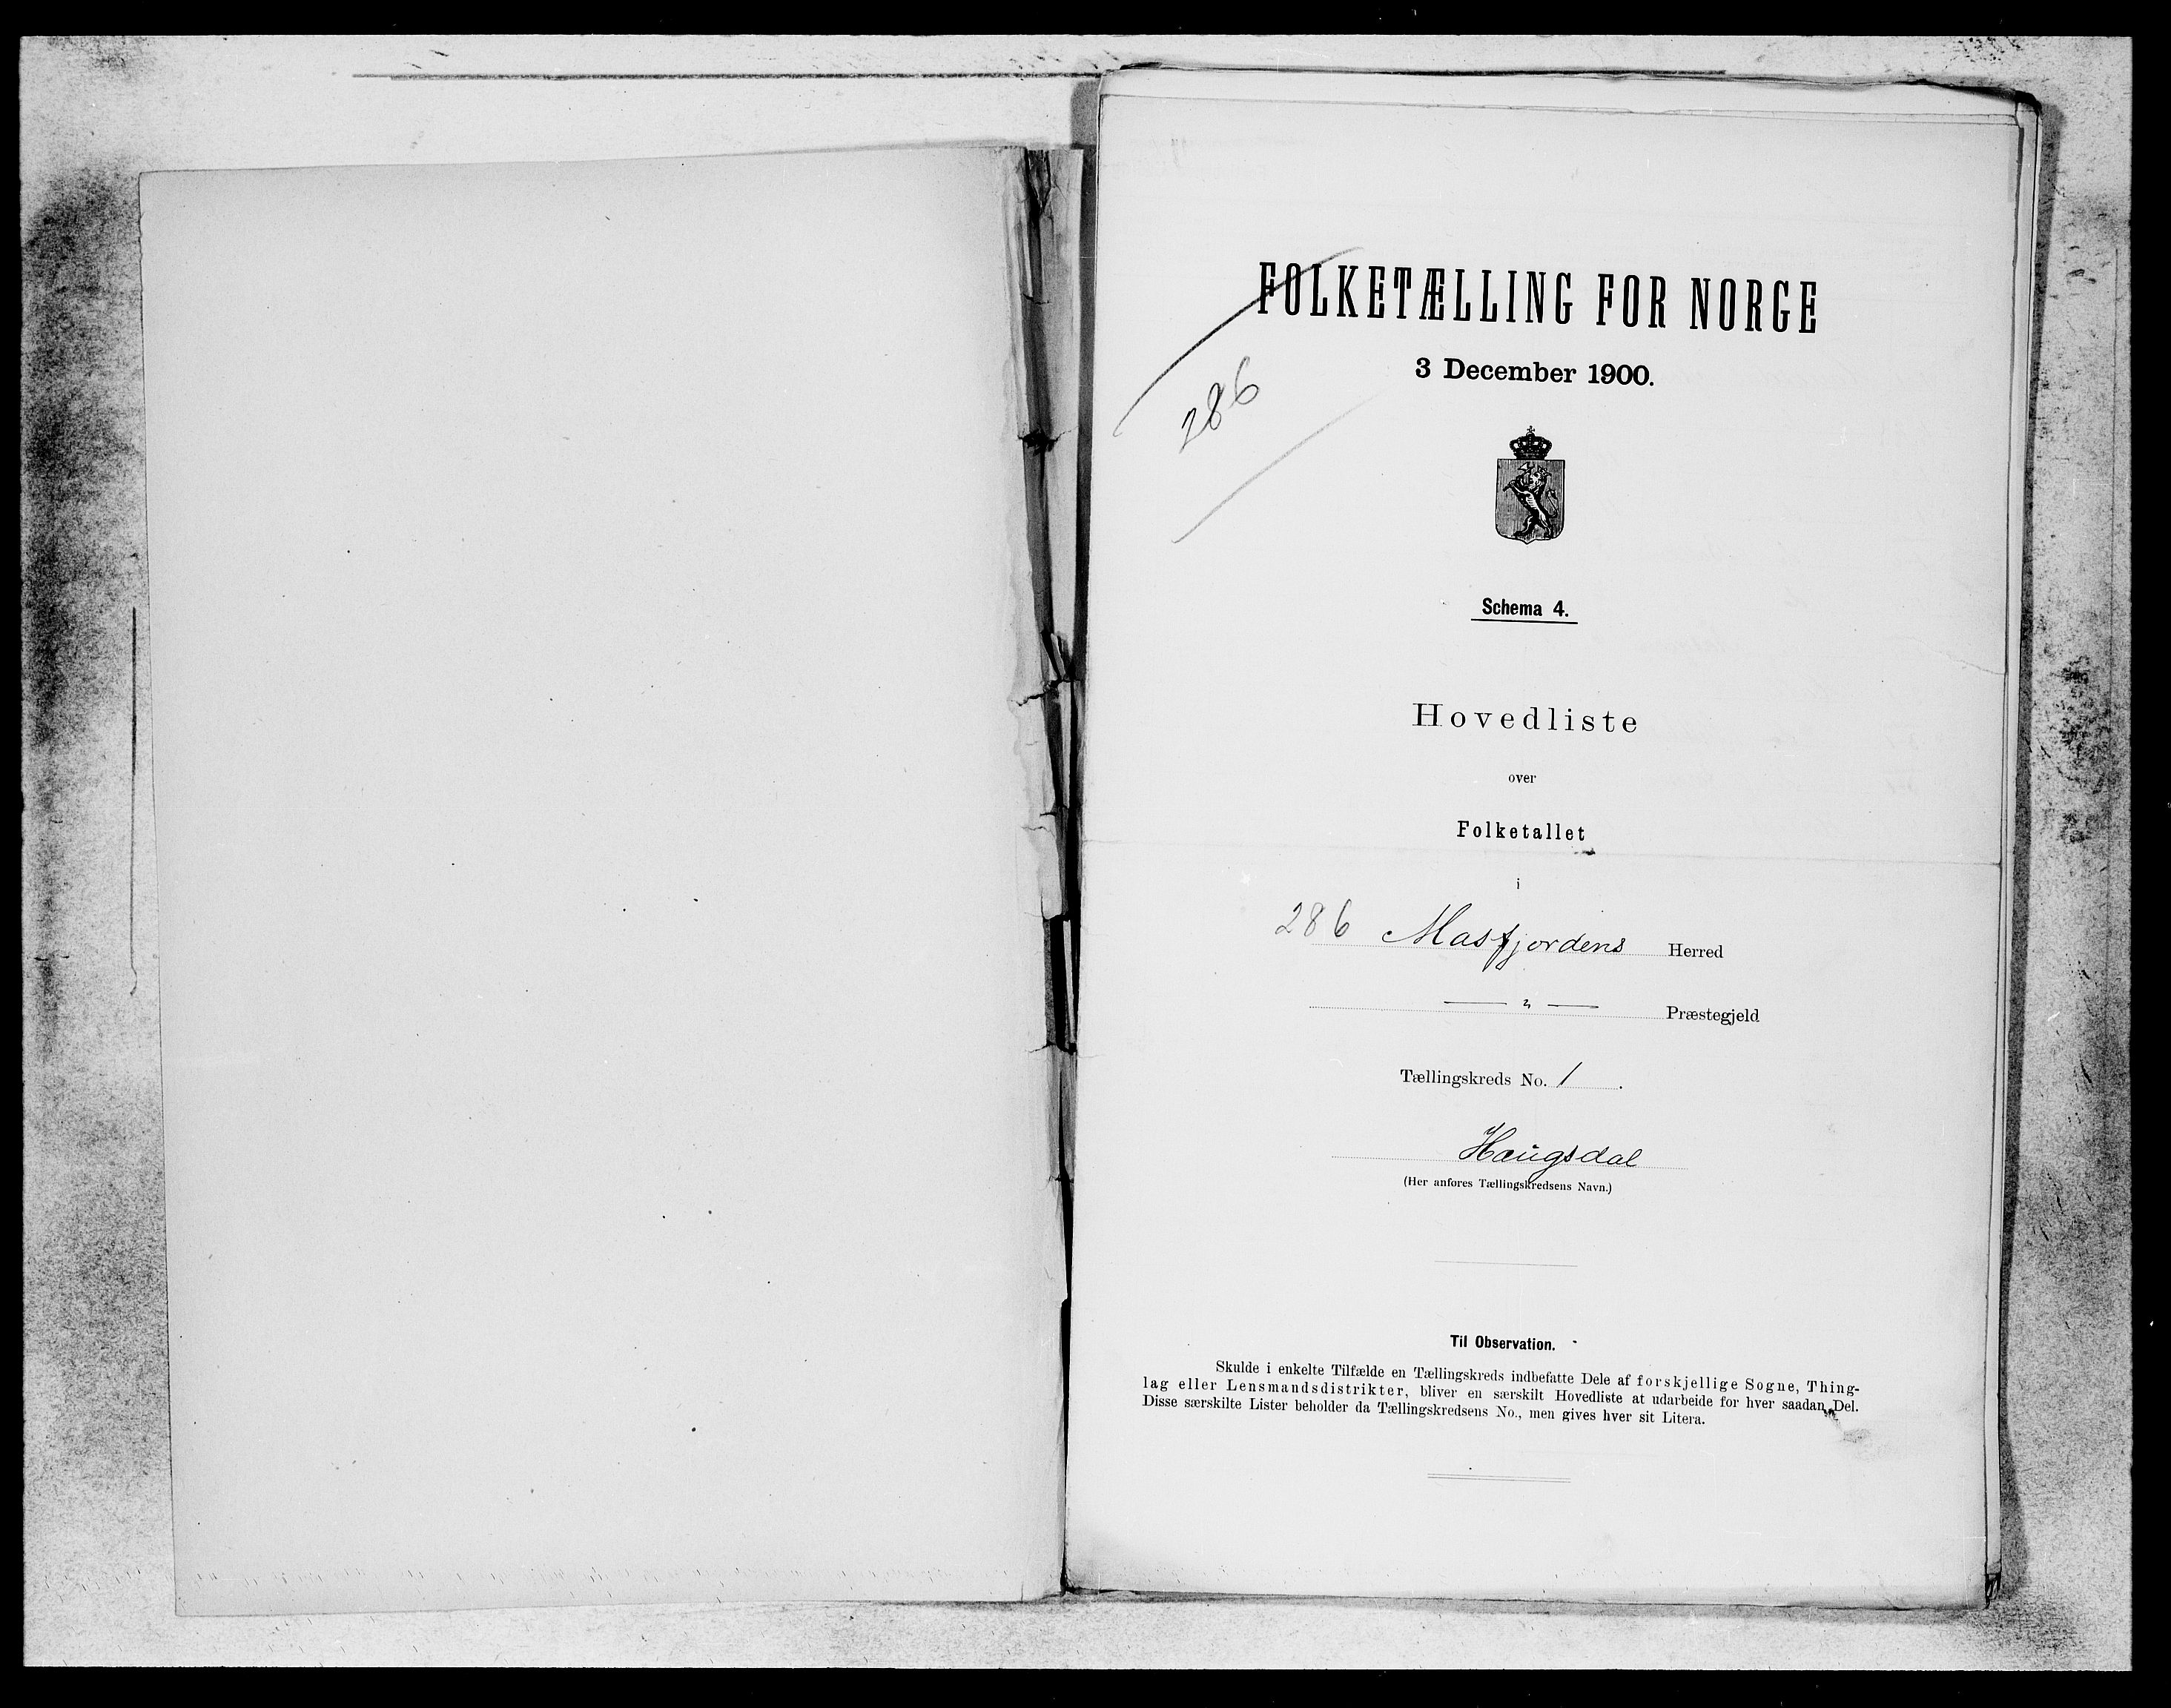 FOLKETÆLLING FOR NORGE
3 December 1900.
286
Schema 4.
Hovedliste
over
Folketallet
i
286 Masfjordens Herred
— „ — Præstegjeld
Tællingskreds No. 1.
Haugsdal
(Her anføres Tællingskredsens Navn.)
Til Observation.
Skulde i enkelte Tilfælde en Tællingskreds indbefatte Dele af forskjellige Sogne, Thing-
lag eller Lensmandsdistrikter, bliver en særskilt Hovedliste at udarbeide for hver saadan Del.
Disse særskilte Lister beholder da Tællingskredsens No., men gives hver sit Litera.